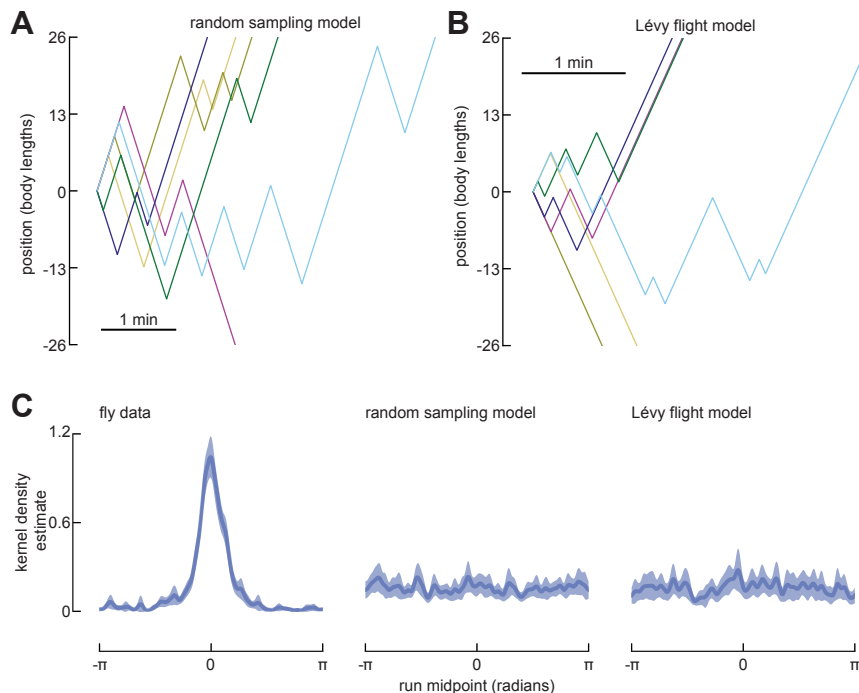 A
random sampling model
26
13
0
-13
-26
position (body lengths)
1 min
B
Lévy flight model
26
13
0
-13
-26
position (body lengths)
1 min
C
fly data
random sampling model
Lévy flight model
1.2
0.6
0
kernel density
estimate
-π 0 π
-π 0 π
-π 0 π
run midpoint (radians)